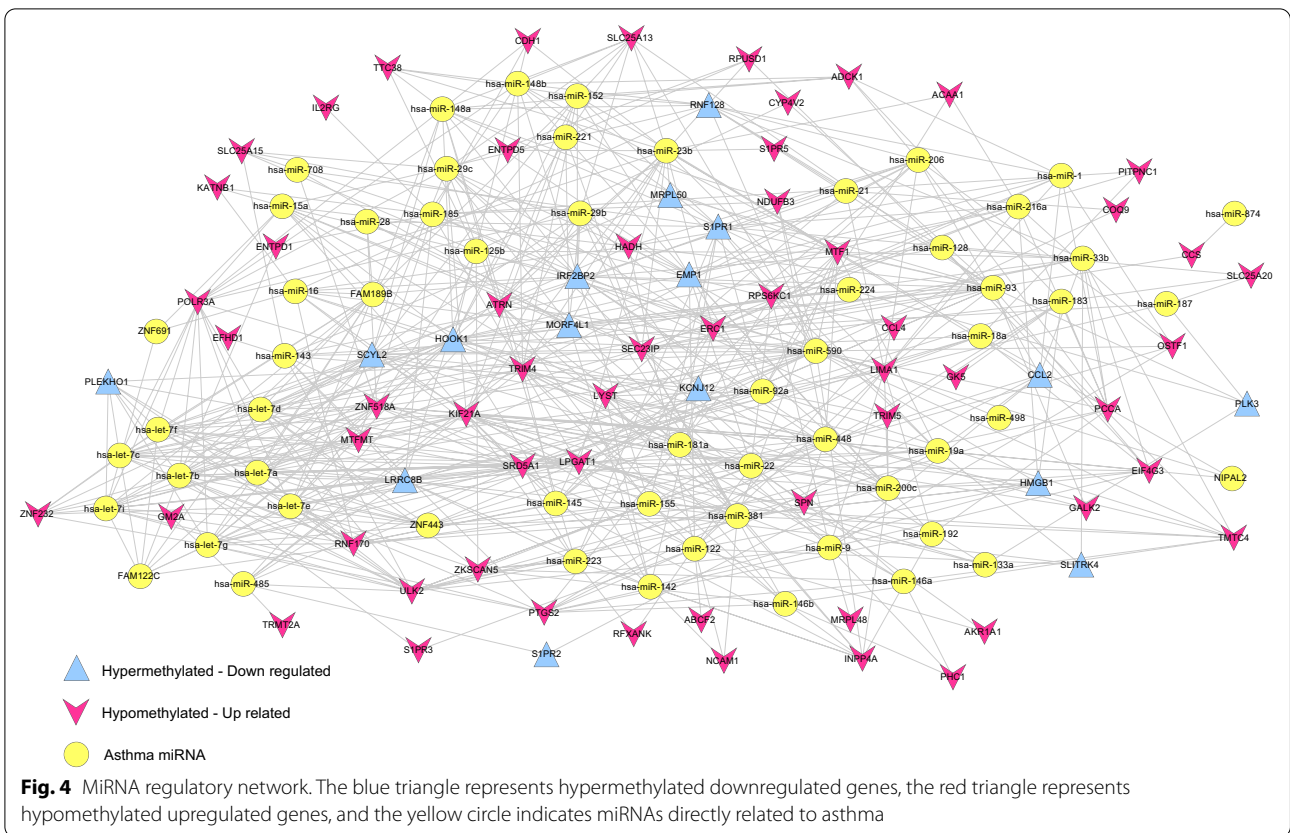 CDH1
SLC25A13
RPUSD1
TTC38
ADCK1
hsa-miR-148b
ACAA1
hsa-miR-152
IL2RG
hsa-miR-148a
RNF128
CYP4V2
hsa-miR-221
ENTPD5
SLC25A15
hsa-miR-23b
S1PR5
hsa-miR-206
hsa-miR-708
hsa-miR-29c
hsa-miR-1
PITPNC1
KATNB1
hsa-miR-21
MRPL50
NDUFB3
hsa-miR-15a
hsa-miR-28
hsa-miR-185
hsa-miR-29b
hsa-miR-216a
COQ9
hsa-miR-874
S1PR1
ENTPD1
hsa-miR-125b
HADH
MTF1
hsa-miR-128
hsa-miR-33b
CCS
SLC25A20
IRF2BP2
EMP1
hsa-miR-16
FAM189B
RPS6KC1
hsa-miR-224
hsa-miR-93
POLR3A
ATRN
hsa-miR-183
hsa-miR-187
ZNF691
EFHD1
MORF4L1
ERC1
CCL4
HOOK1
hsa-miR-18a
hsa-miR-143
SCYL2
SEC23IP
hsa-miR-590
OSTF1
TRIM4
LIMA1
GK5
CCL2
PLEKHO1
KCNJ12
hsa-miR-92a
LYST
hsa-let-7d
ZNF518A
KIF21A
TRIM5
hsa-miR-498
PCCA
PLK3
hsa-let-7f
MTFMT
hsa-miR-181a
hsa-miR-448
hsa-let-7c
hsa-miR-19a
hsa-let-7b
hsa-let-7a
SRD5A1
LPGAT1
hsa-miR-22
EIF4G3
NIPAL2
LRRC8B
hsa-miR-200c
HMGB1
hsa-let-7i
hsa-let-7e
hsa-miR-145
hsa-miR-155
SPN
GALK2
ZNF232
GM2A
hsa-miR-381
ZNF443
hsa-miR-192
TMTC4
hsa-let-7g
RNF170
hsa-miR-122
hsa-miR-9
hsa-miR-223
ZKSCAN5
FAM122C
hsa-miR-485
hsa-miR-133a
SLITRK4
ULK2
hsa-miR-142
hsa-miR-146a
hsa-miR-146b
PTGS2
TRMT2A
ABCF2
MRPL48
RFXANK
AKR1A1
S1PR3
S1PR2
NCAM1
INPP4A
PHC1
Hypermethylated - Down regulated
Hypomethylated - Up related
Asthma miRNA
Fig. 4 MiRNA regulatory network. The blue triangle represents hypermethylated downregulated genes, the red triangle represents
hypomethylated upregulated genes, and the yellow circle indicates miRNAs directly related to asthma